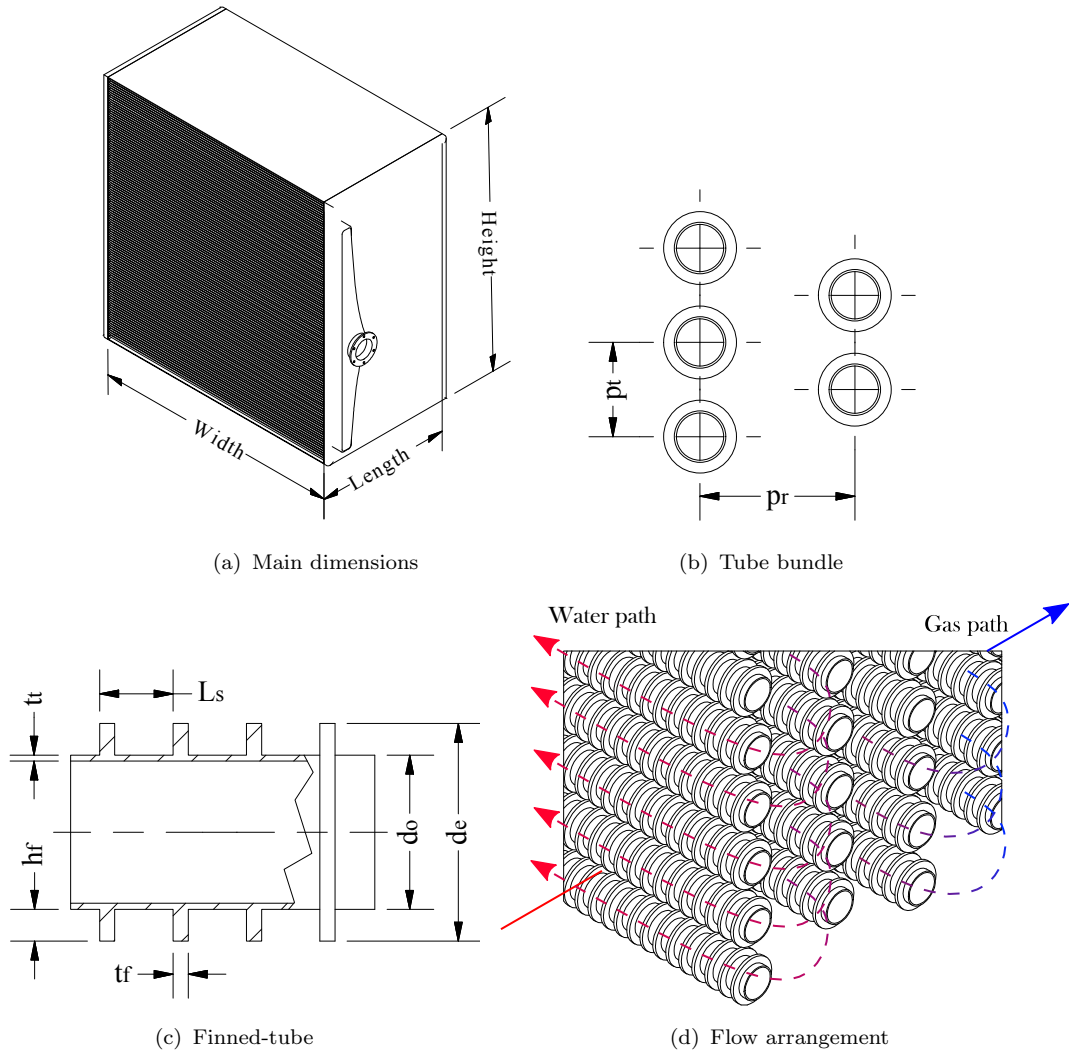 Height
Width
Length
pt
pr
(a) Main dimensions
(b) Tube bundle
Water path
Gas path
tt
Ls
hf
do
de
tf
(c) Finned-tube
(d) Flow arrangement